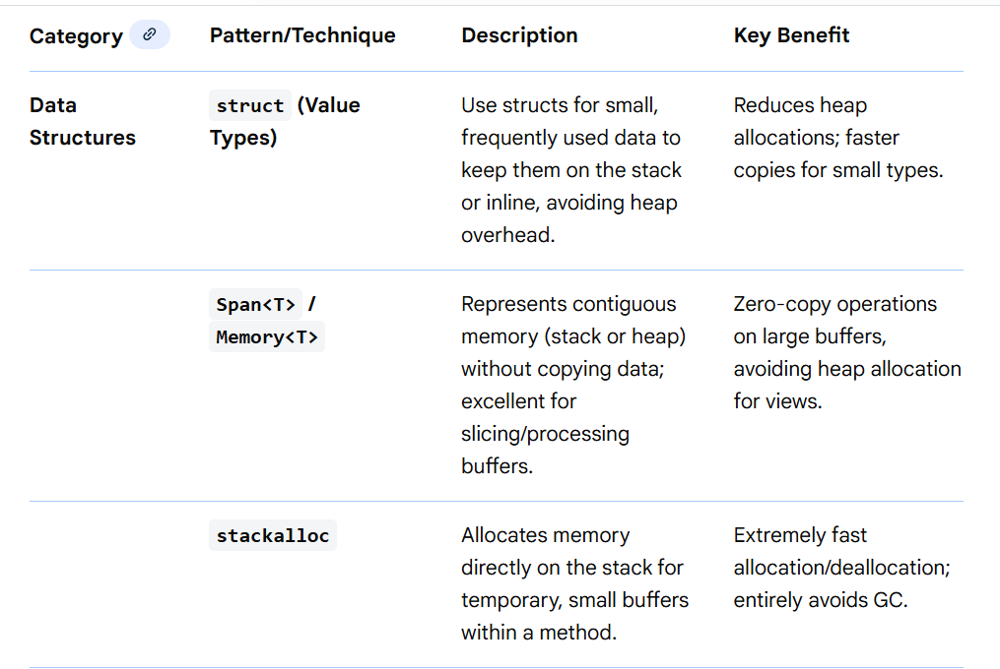 Category Pattern/Technique Description Key Benefit
Data struct (Value Use structs for small, Reduces heap
Structures Types) frequently used data to allocations; faster
keep them on the stack copies for small types.
or inline, avoiding heap
overhead.
Span<T> / Represents contiguous Zero-copy operations
Memory<T> memory (stack or heap) on large buffers,
without copying data; avoiding heap allocation
excellent for for views.
slicing/processing
buffers.
stackalloc Allocates memory Extremely fast
directly on the stack for allocation/deallocation;
temporary, small buffers entirely avoids GC.
within a method.